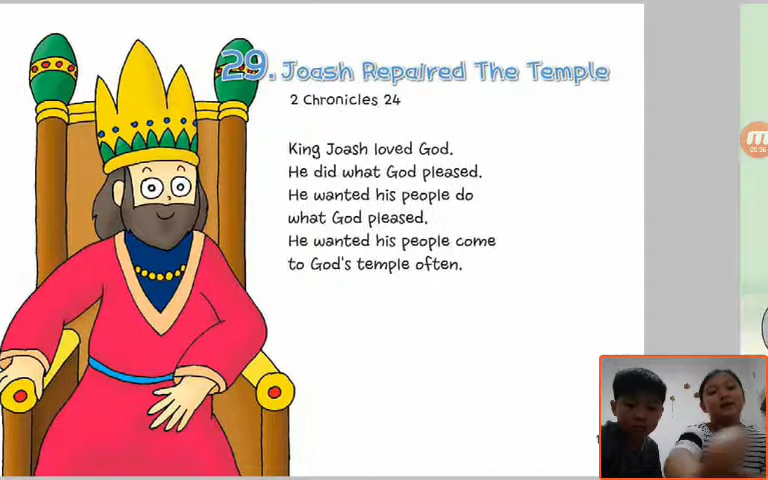 29. Joash Repaired The Temple
2 Chronicles 24
King Joash loved God.
He did what God pleased.
He wanted his people do
what God pleased.
He wanted his people come
to God's temple often.